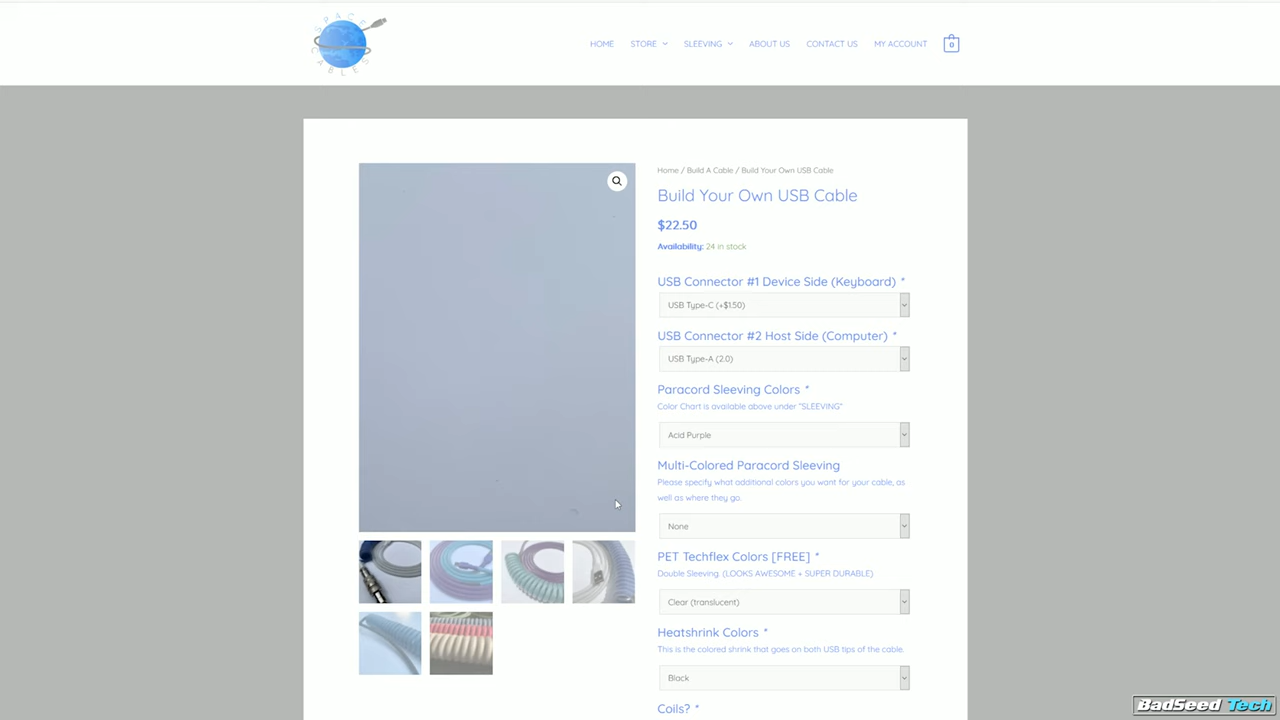 SPACE
CABLES
HOME
STORE
SLEEVING
ABOUT US
CONTACT US
MY ACCOUNT
0
Home / Build A Cable / Build Your Own USB Cable
Build Your Own USB Cable
$22.50
Availability: 24 in stock
USB Connector #1 Device Side (Keyboard) *
USB Type-C (+$1.50)
USB Connector #2 Host Side (Computer) *
USB Type-A (2.0)
Paracord Sleeving Colors *
Color Chart is available above under "SLEEVING"
Acid Purple
Multi-Colored Paracord Sleeving
Please specify what additional colors you want for your cable, as
well as where they go.
None
PET Techflex Colors [FREE] *
Double Sleeving. (LOOKS AWESOME + SUPER DURABLE)
Clear (translucent)
Heatshrink Colors *
This is the colored shrink that goes on both USB tips of the cable.
Black
Coils? *
BadSeed Tech